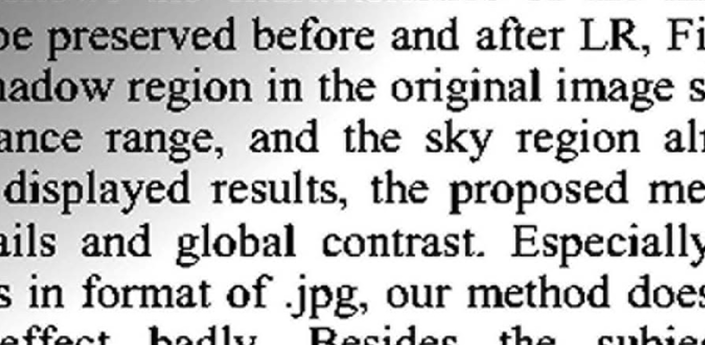 be preserved before and after LR, Fi
hadow region in the original image s
ance range, and the sky region al
displayed results, the proposed me
ails and global contrast. Especially
s in format of .jpg, our method does
effect badly. Besides, the subje